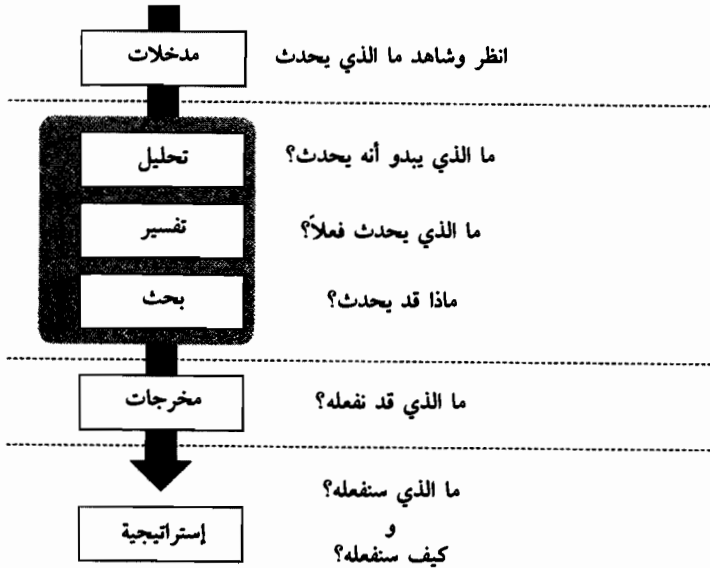 مدخلات
انظر وشاهد ما الذي يحدث
تحليل
ما الذي يبدو أنه يحدث؟
تفسير
ما الذي يحدث فعلاً؟
بحث
ماذا قد يحدث؟
مخرجات
ما الذي قد نفعله؟
إستراتيجية
ما الذي سنفعله؟
و
كيف سنفعله؟